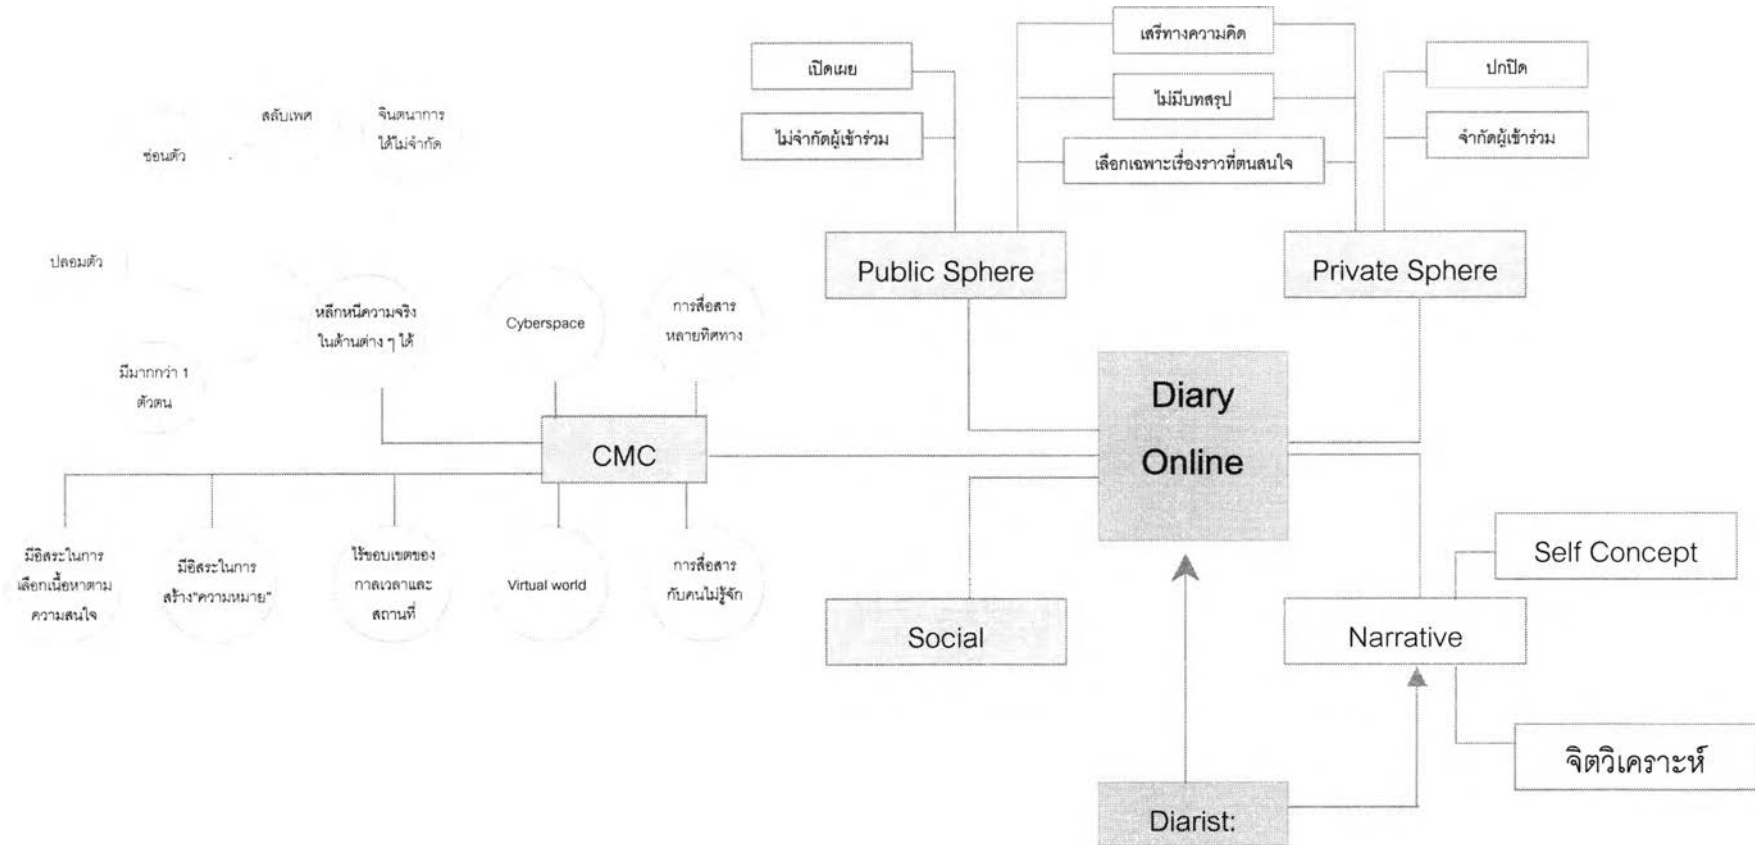 เสรีทางความคิด
เปิดเผย
ปกปิด
ไม่มีบทสรุป
สลับเพศ
จินตนาการ
ได้ไม่จำกัด
ไม่จำกัดผู้เข้าร่วม
จำกัดผู้เข้าร่วม
ซ่อนตัว
เลือกเฉพาะเรื่องราวที่ตนสนใจ
ปลอมตัว
Public Sphere
Private Sphere
หลีกหนีความจริง
ในด้านต่าง ๆ ได้
Cyberspace
การสื่อสาร
หลายทิศทาง
มีมากกว่า 1
ตัวตน
Diary
Online
CMC
มีอิสระในการ
เลือกเนื้อหาตาม
ความสนใจ
มีอิสระในการ
สร้าง"ความหมาย"
ไร้ขอบเขตของ
กาลเวลาและ
สถานที่
Virtual world
การสื่อสาร
กับคนไม่รู้จัก
Self Concept
Social
Narrative
จิตวิเคราะห์
Diarist: